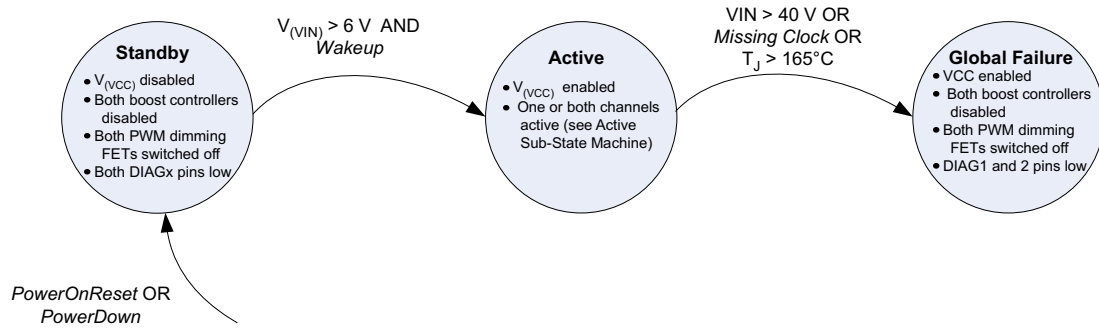 V(VIN) > 6 V AND
Wakeup
VIN > 40 V OR
Missing Clock OR
TJ > 165°C
Standby
• V(VCC) disabled
• Both boost controllers
disabled
• Both PWM dimming
FETs switched off
• Both DIAGx pins low
Active
• V(VCC) enabled
• One or both channels
active (see Active
Sub-State Machine)
Global Failure
• VCC enabled
• Both boost controllers
disabled
• Both PWM dimming
FETs switched off
• DIAG1 and 2 pins low
PowerOnReset OR
PowerDown